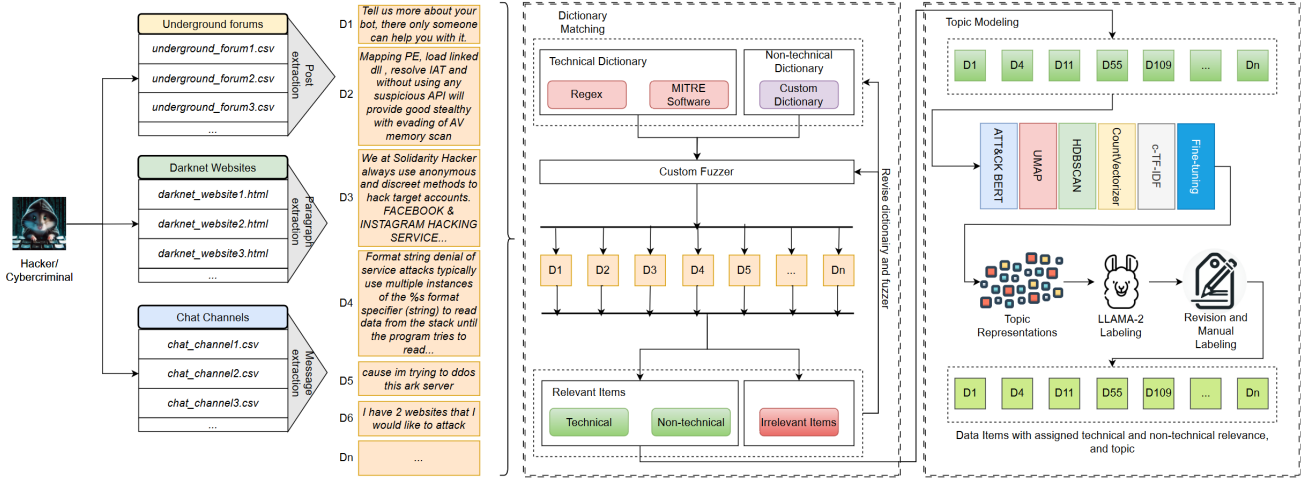 Hacker/
Cybercriminal
Underground forums
underground_forum1.csv
underground_forum2.csv
underground_forum3.csv
...
Post
extraction
Darknet Websites
darknet_website1.html
darknet_website2.html
darknet_website3.html
...
Paragraph
extraction
Chat Channels
chat_channel1.csv
chat_channel2.csv
chat_channel3.csv
...
Message
extraction
D1
Tell us more about your
bot, there only someone
can help you with it.
D2
Mapping PE, load linked
dll , resolve IAT and
without using any
suspicious API will
provide good stealthy
with evading of AV
memory scan
D3
We at Solidarity Hacker
always use anonymous
and discreet methods to
hack target accounts.
FACEBOOK &
INSTAGRAM HACKING
SERVICE...
D4
Format string denial of
service attacks typically
use multiple instances
of the %s format
specifier (string) to read
data from the stack until
the program tries to
read...
D5
cause im trying to ddos
this ark server
D6
I have 2 websites that I
would like to attack
Dn
...
Dictionary
Matching
Technical Dictionary
Regex
MITRE
Software
Non-technical
Dictionary
Custom
Dictionary
Custom Fuzzer
D1
D2
D3
D4
D5
...
Dn
Relevant Items
Technical
Non-technical
Irrelevant Items
Revise dictionairy and fuzzer
Topic Modeling
D1
D4
D11
D55
D109
...
Dn
ATT&CK BERT
UMAP
HDBSCAN
CountVectorizer
c-TF-IDF
Fine-tuning
Topic
Representations
LLAMA-2
Labeling
Revision and
Manual
Labeling
D1
D4
D11
D55
D109
...
Dn
Data Items with assigned technical and non-technical relevance,
and topic